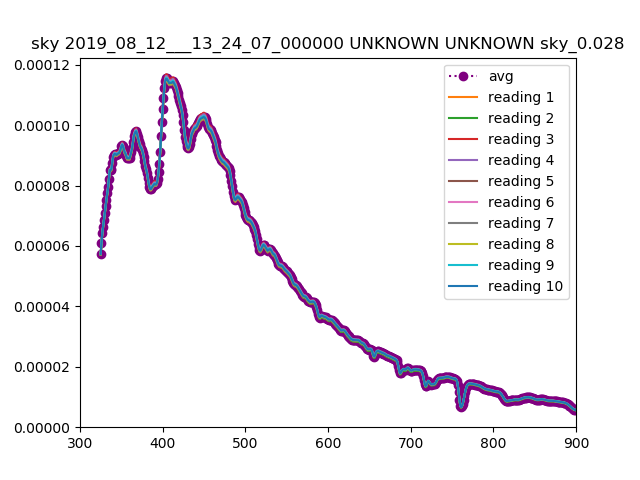 sky 2019_08_12___13_24_07_000000 UNKNOWN UNKNOWN sky_0.028
0.00012
0.00010
0.00008
0.00006
0.00004
0.00002
0.00000
300 400 500 600 700 800 900
avg
reading 1
reading 2
reading 3
reading 4
reading 5
reading 6
reading 7
reading 8
reading 9
reading 10